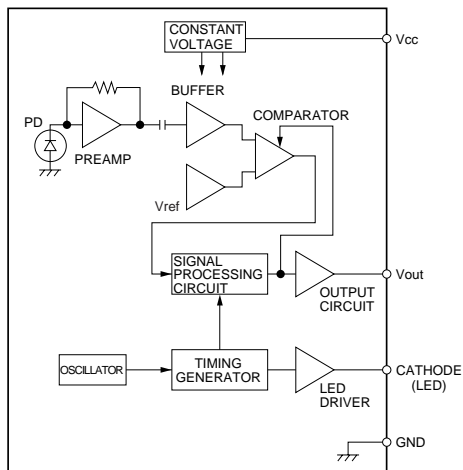 CONSTANT
VOLTAGE
Vcc
BUFFER
COMPARATOR
PD
PREAMP
Vref
SIGNAL
PROCESSING
CIRCUIT
Vout
OUTPUT
CIRCUIT
OSCILLATOR
TIMING
GENERATOR
LED
DRIVER
CATHODE
(LED)
GND